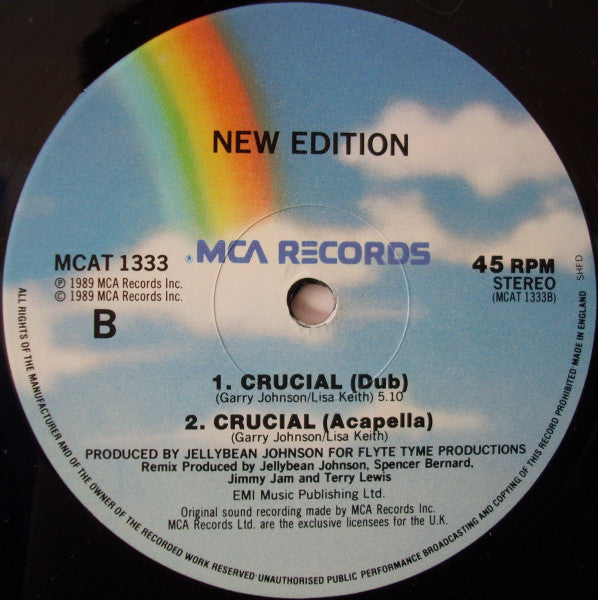 NEW EDITION
MCA RECORDS
MCAT 1333
℗ 1989 MCA Records Inc.
© 1989 MCA Records Inc.
B
45 RPM
STEREO
(MCAT 1333B)
1. CRUCIAL (Dub)
(Garry Johnson/Lisa Keith) 5.10
2. CRUCIAL (Acapella)
(Garry Johnson/Lisa Keith)
PRODUCED BY JELLYBEAN JOHNSON FOR FLYTE TYME PRODUCTIONS
Remix Produced by Jellybean Johnson, Spencer Bernard,
Jimmy Jam and Terry Lewis
EMI Music Publishing Ltd.
Original sound recording made by MCA Records Inc.
MCA Records Ltd. are the exclusive licensees for the U.K.
ALL RIGHTS OF THE MANUFACTURER AND OF THE OWNER OF THE RECORDED WORK RESERVED·UNAUTHORISED PUBLIC PERFORMANCE BROADCASTING AND COPYING OF THIS RECORD PROHIBITED. MADE IN ENGLAND